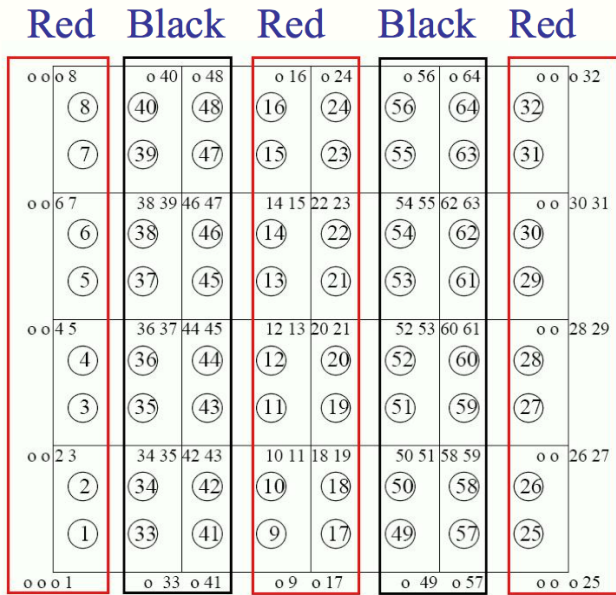 Red Black Red Black Red
o o o 8 o 40 o 48 o 16 o 24 o 56 o 64 o o o 32
8 40 48 16 24 56 64 32
7 39 47 15 23 55 63 31
o o 6 7 38 39 46 47 14 15 22 23 54 55 62 63 o o 30 31
6 38 46 14 22 54 62 30
5 37 45 13 21 53 61 29
o o 4 5 36 37 44 45 12 13 20 21 52 53 60 61 o o 28 29
4 36 44 12 20 52 60 28
3 35 43 11 19 51 59 27
o o 2 3 34 35 42 43 10 11 18 19 50 51 58 59 o o 26 27
2 34 42 10 18 50 58 26
1 33 41 9 17 49 57 25
o o o 1 o 33 o 41 o 9 o 17 o 49 o 57 o o o 25